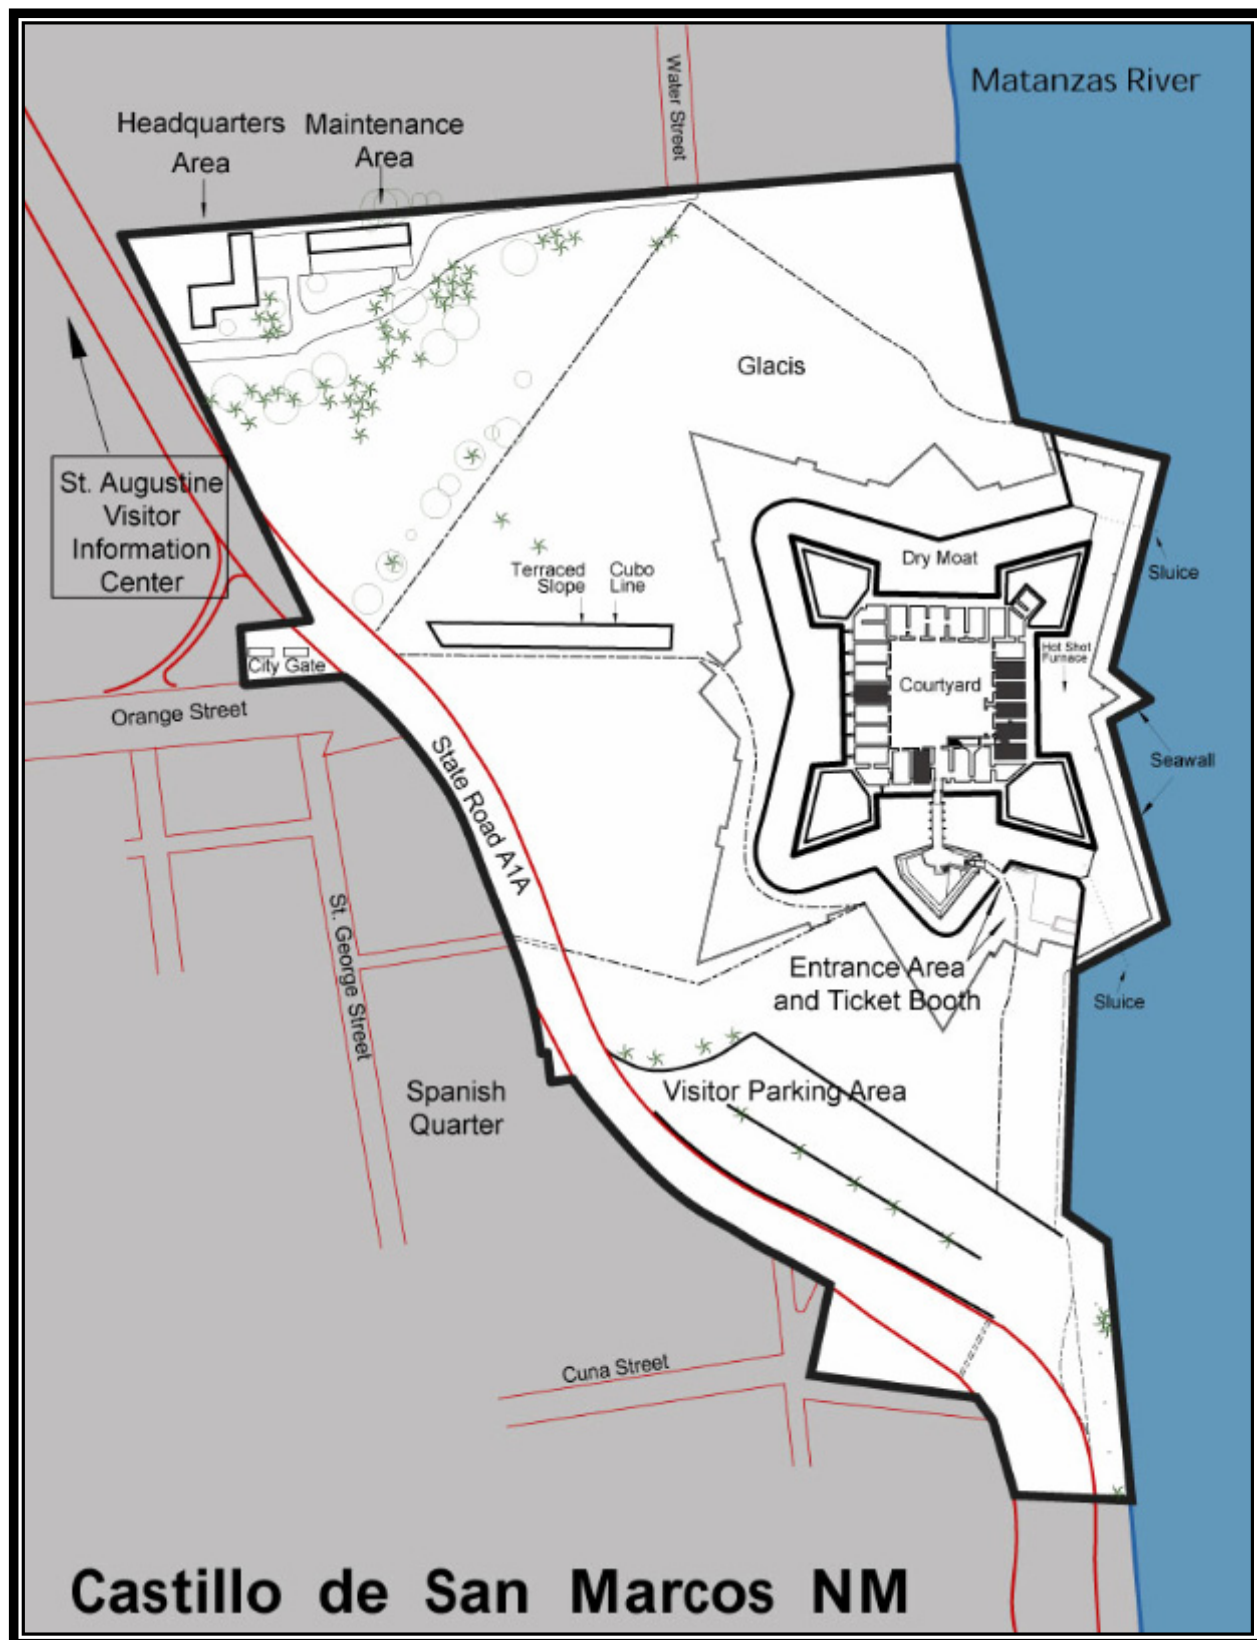 Matanzas River
Water Street
Headquarters
Area
Maintenance
Area
Glacis
St. Augustine
Visitor
Information
Center
Dry Moat
Sluice
Terraced
Slope
Cubo
Line
Hot Shot
Furnace
City Gate
Courtyard
Orange Street
State Road A1A
Seawall
St. George Street
Entrance Area
and Ticket Booth
Sluice
Spanish
Quarter
Visitor Parking Area
Cuna Street
Castillo de San Marcos NM